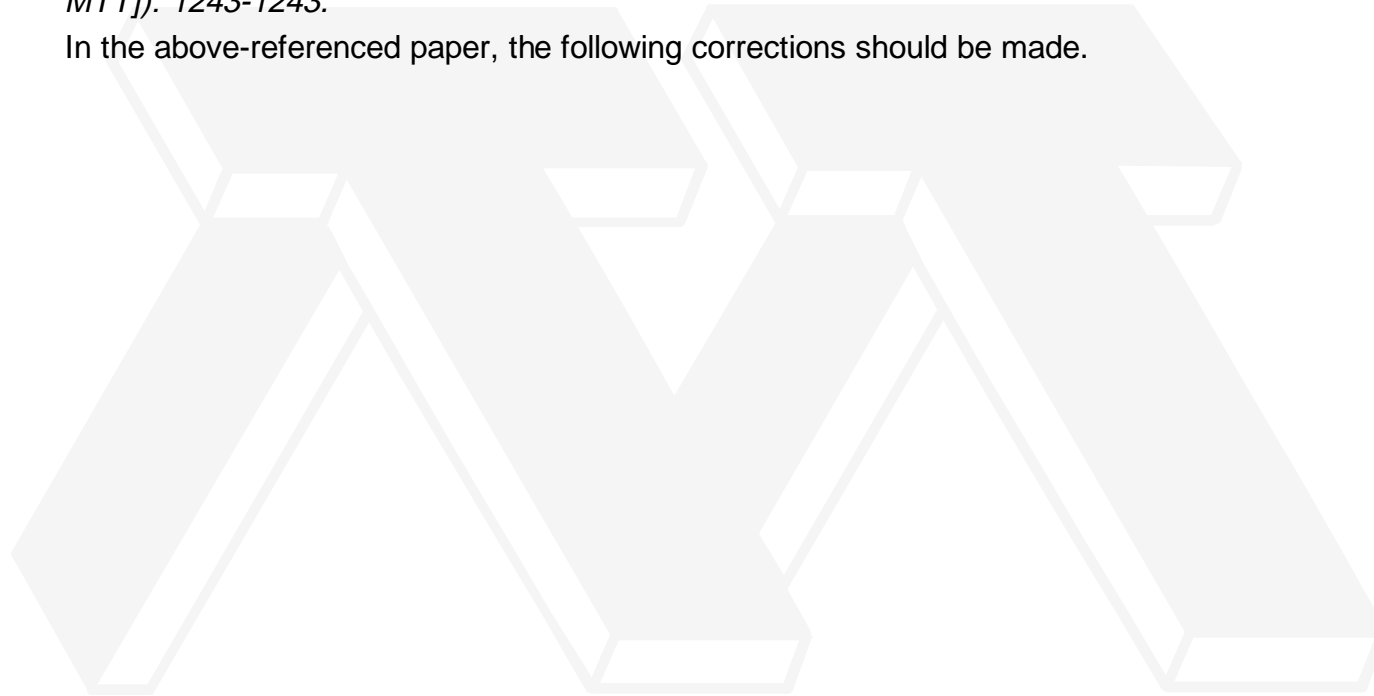 MTT]). 1243-1243.
In the above-referenced paper, the following corrections should be made.